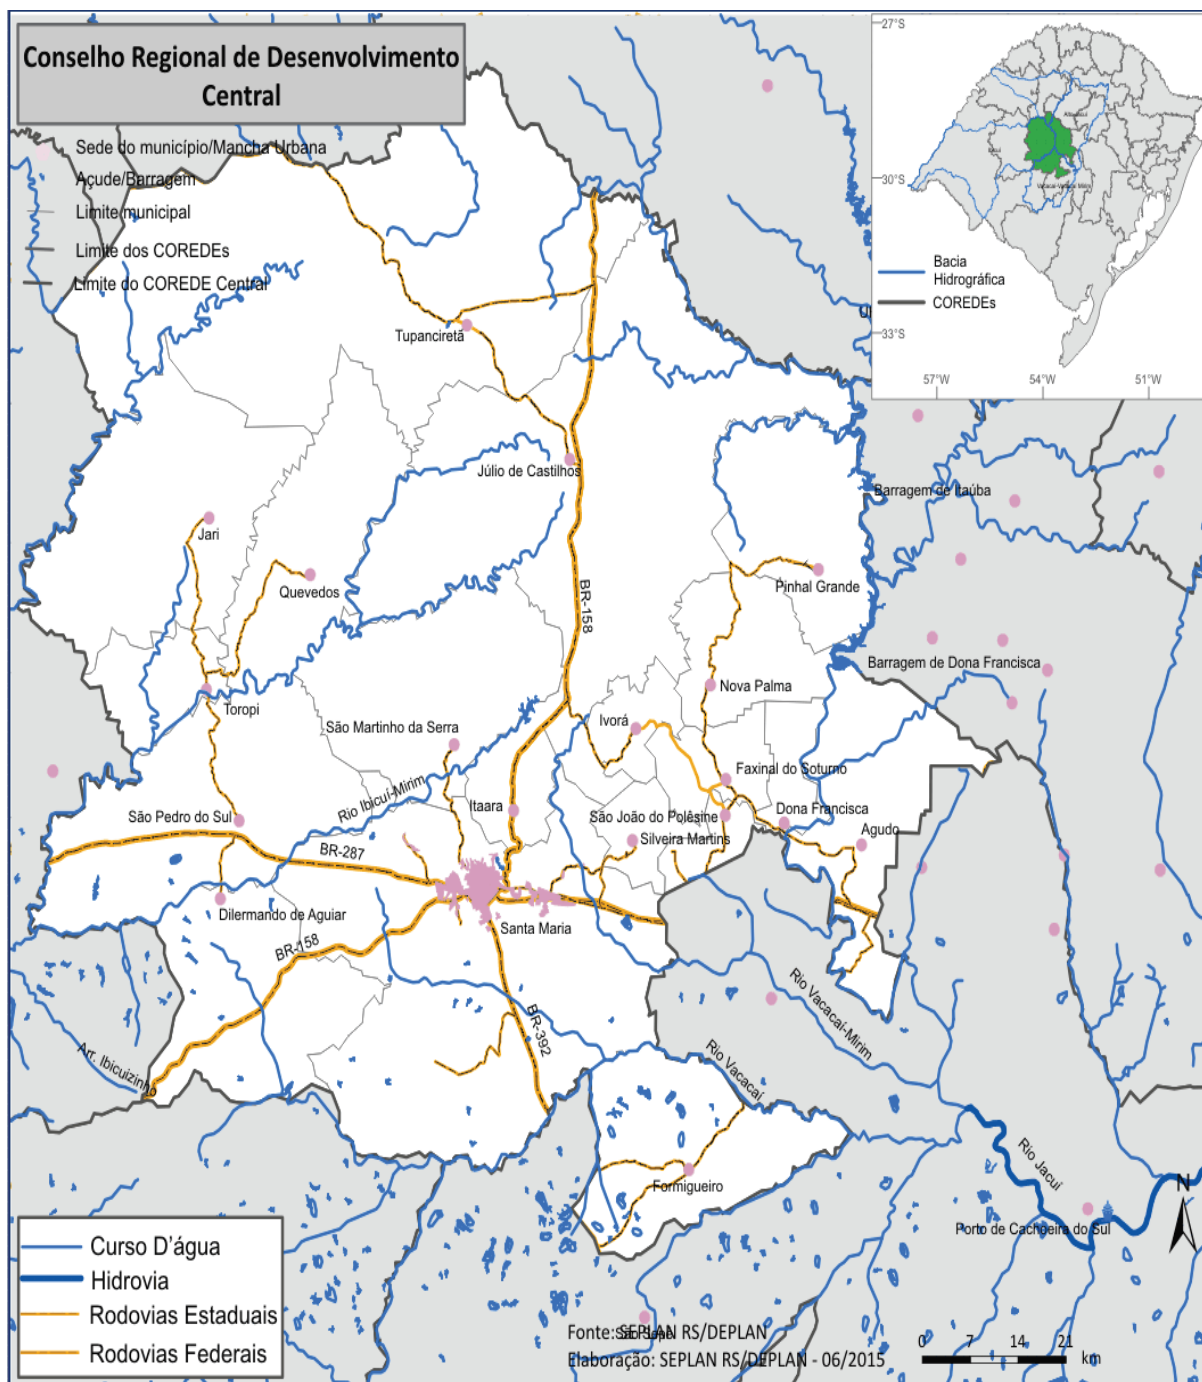 Conselho Regional de Desenvolvimento
Central
Sede do município/Mancha Urbana
Açude/Barragem
Limite municipal
Limite dos COREDEs
Limite do COREDE Central
27°S
30°S
33°S
57°W
54°W
51°W
Bacia
Hidrográfica
COREDEs
Tupanciretã
Júlio de Castilhos
Jari
Quevedos
Toropi
São Martinho da Serra
Rio Ibicuí-Mirim
São Pedro do Sul
Itaara
BR-287
BR-158
BR-158
BR-392
Dilermando de Aguiar
Santa Maria
Arr. Ibicuizinho
Ivorá
Nova Palma
Pinhal Grande
Faxinal do Soturno
São João do Polêsine
Silveira Martins
Dona Francisca
Agudo
Barragem de Itaúba
Barragem de Dona Francisca
Rio Vacacaí-Mirim
Rio Vacacaí
Formigueiro
Rio Jacuí
Porto de Cachoeira do Sul
N
Curso D'água
Hidrovia
Rodovias Estaduais
Rodovias Federais
Fonte: SEPLAN RS/DEPLAN
Elaboração: SEPLAN RS/DEPLAN - 06/2015
0 7 14 21
km